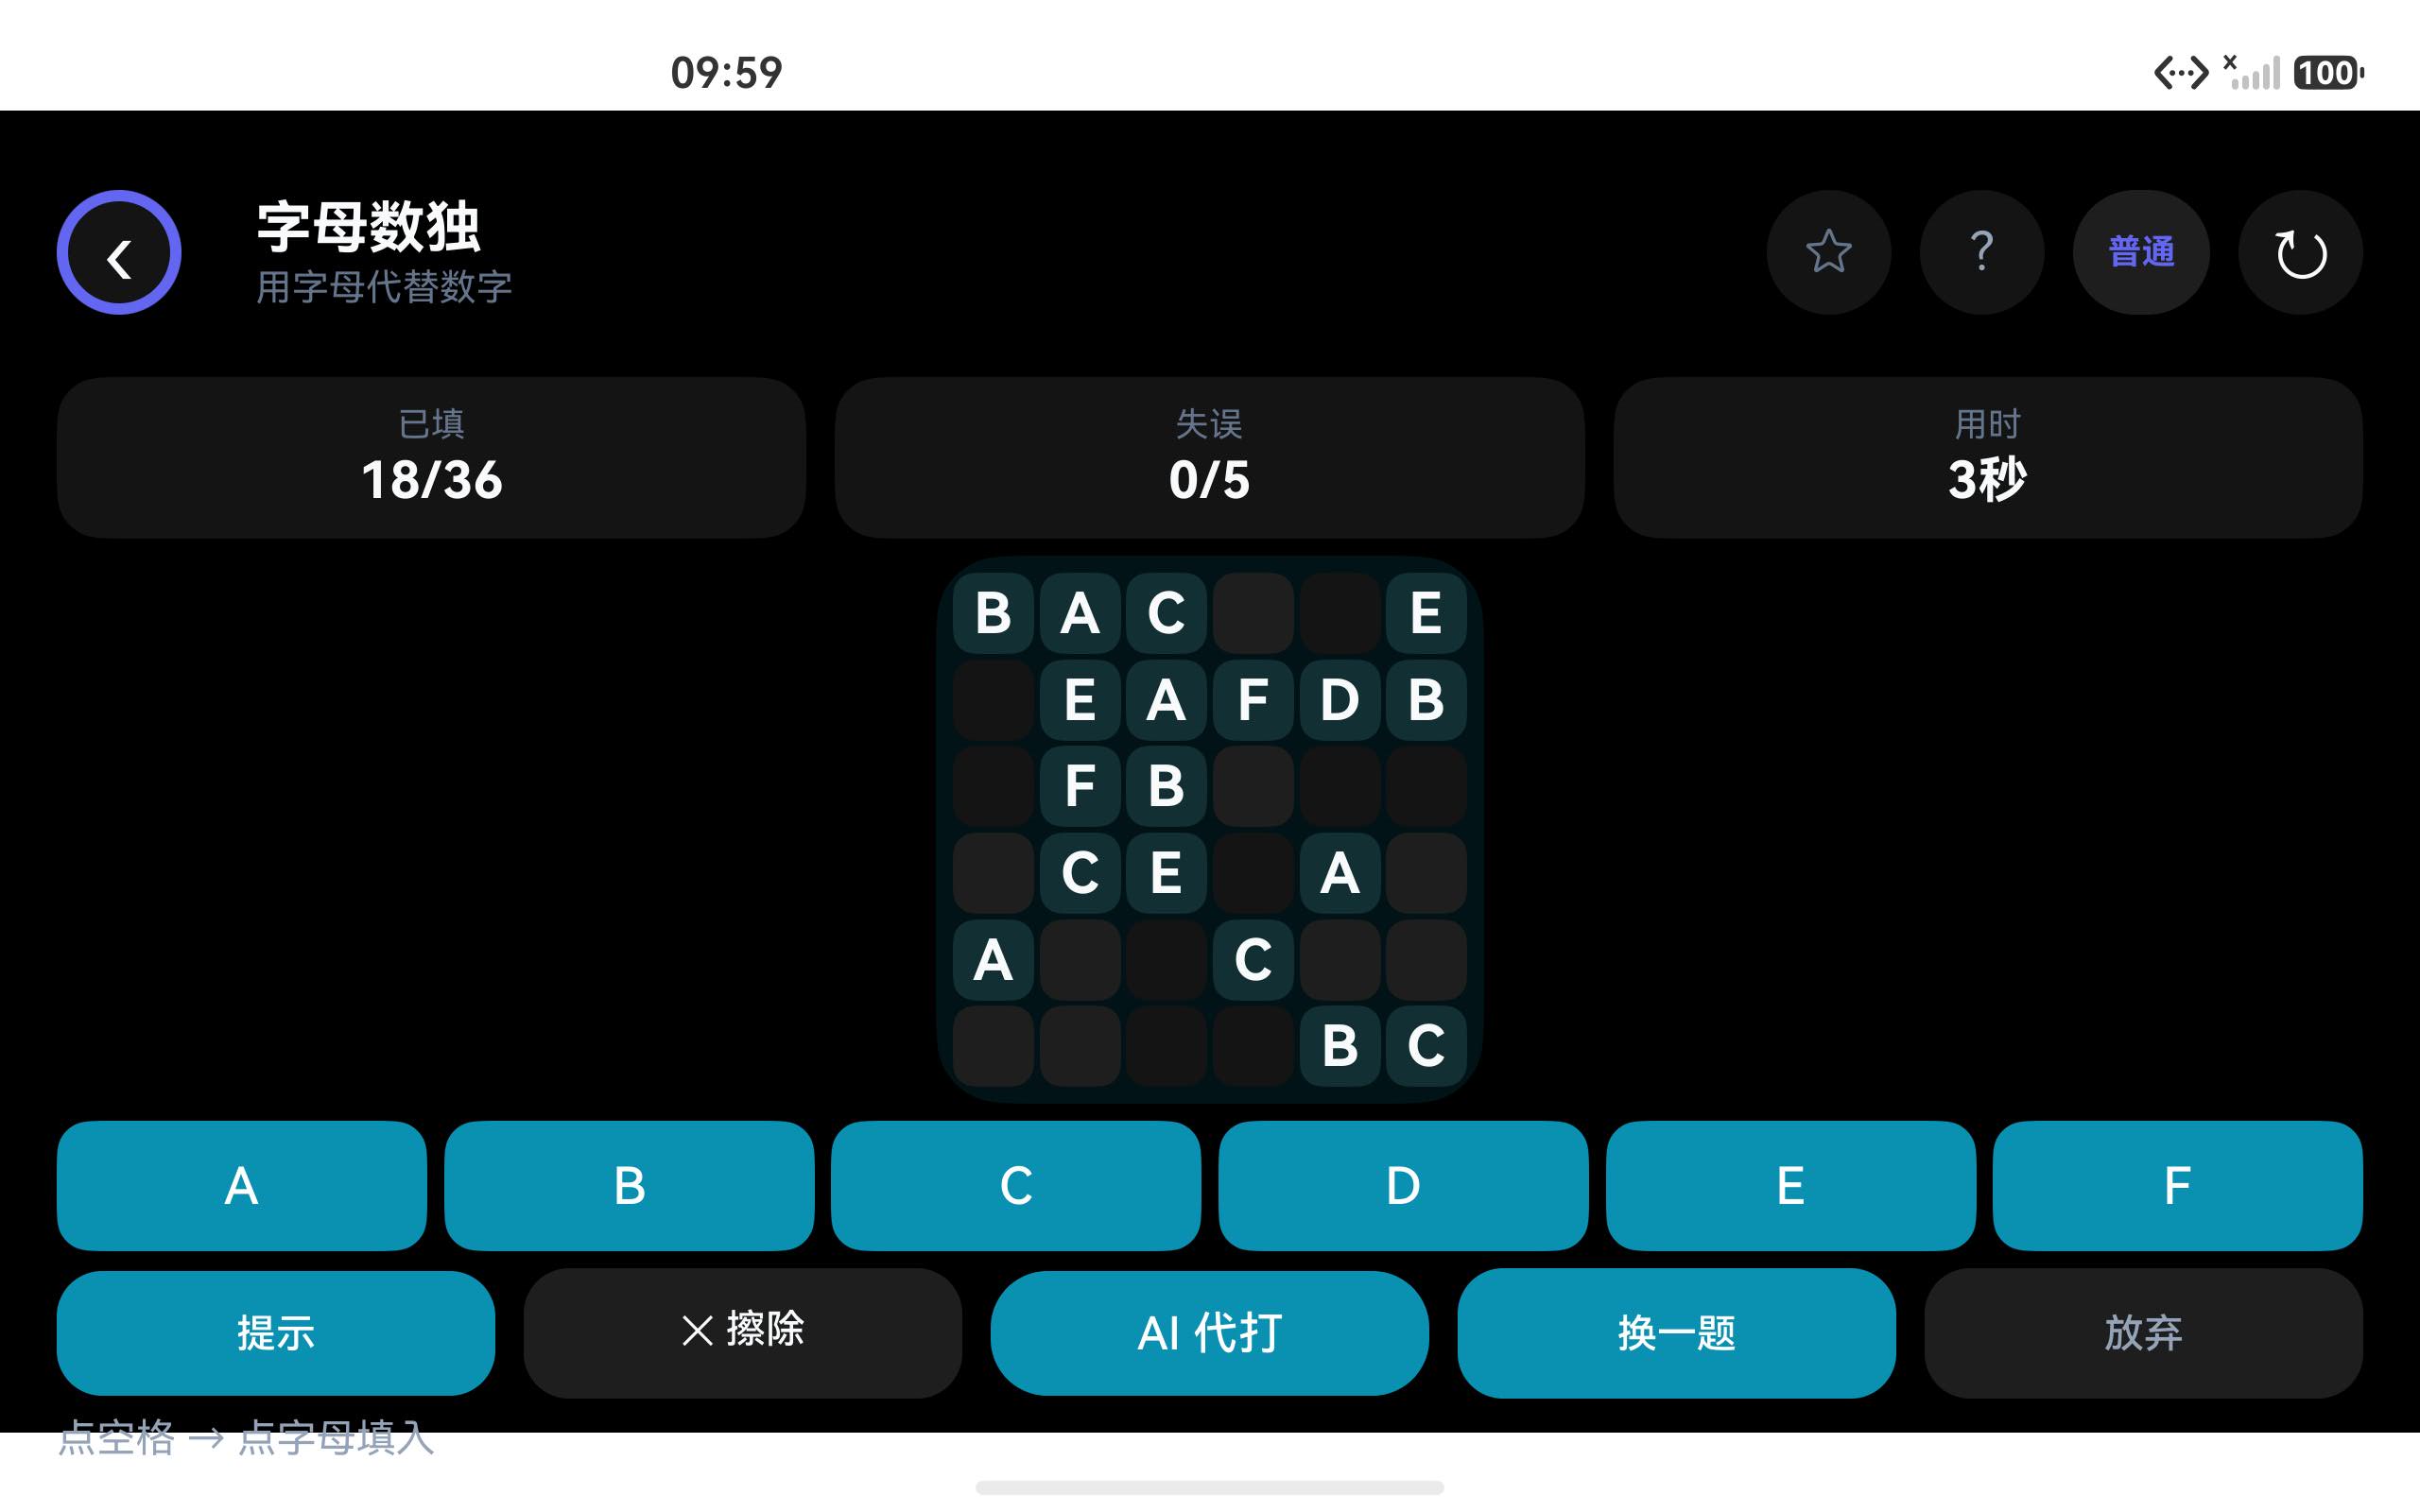 09:59
100
字母数独
用字母代替数字
?
普通
已填
18/36
失误
0/5
用时
3秒
B A C E
E A F D B
F B
C E A
A C
B C
A B C D E F
提示
× 擦除
AI 代打
换一题
放弃
点空格 → 点字母填入